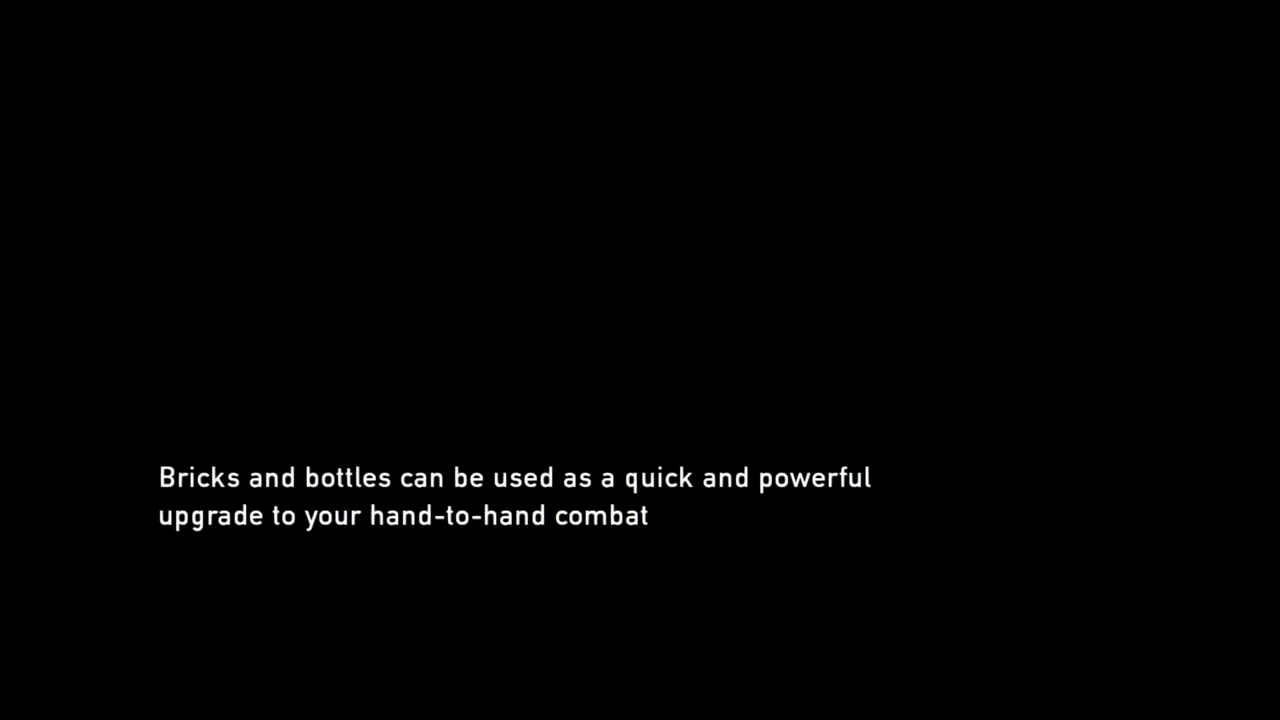 Bricks and bottles can be used as a quick and powerful
upgrade to your hand-to-hand combat